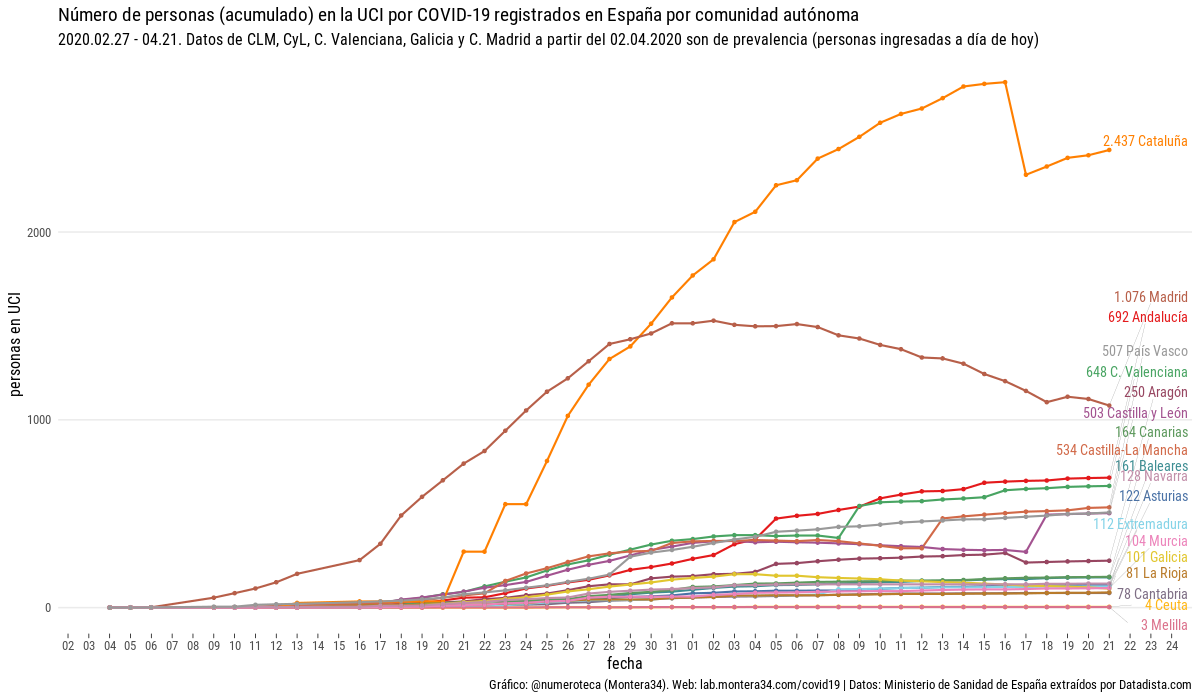 Número de personas (acumulado) en la UCI por COVID-19 registrados en España por comunidad autónoma
2020.02.27 - 04.21. Datos de CLM, CyL, C. Valenciana, Galicia y C. Madrid a partir del 02.04.2020 son de prevalencia (personas ingresadas a día de hoy)
personas en UCI
2000
1000
0
2.437 Cataluña
1.076 Madrid
692 Andalucía
507 País Vasco
648 C. Valenciana
250 Aragón
503 Castilla y León
164 Canarias
534 Castilla-La Mancha
161 Baleares
128 Navarra
122 Asturias
112 Extremadura
104 Murcia
101 Galicia
81 La Rioja
78 Cantabria
4 Ceuta
3 Melilla
02 03 04 05 06 07 08 09 10 11 12 13 14 15 16 17 18 19 20 21 22 23 24 25 26 27 28 29 30 31 01 02 03 04 05 06 07 08 09 10 11 12 13 14 15 16 17 18 19 20 21 22 23 24
fecha
Gráfico: @numeroteca (Montera34). Web: lab.montera34.com/covid19 | Datos: Ministerio de Sanidad de España extraídos por Datadista.com